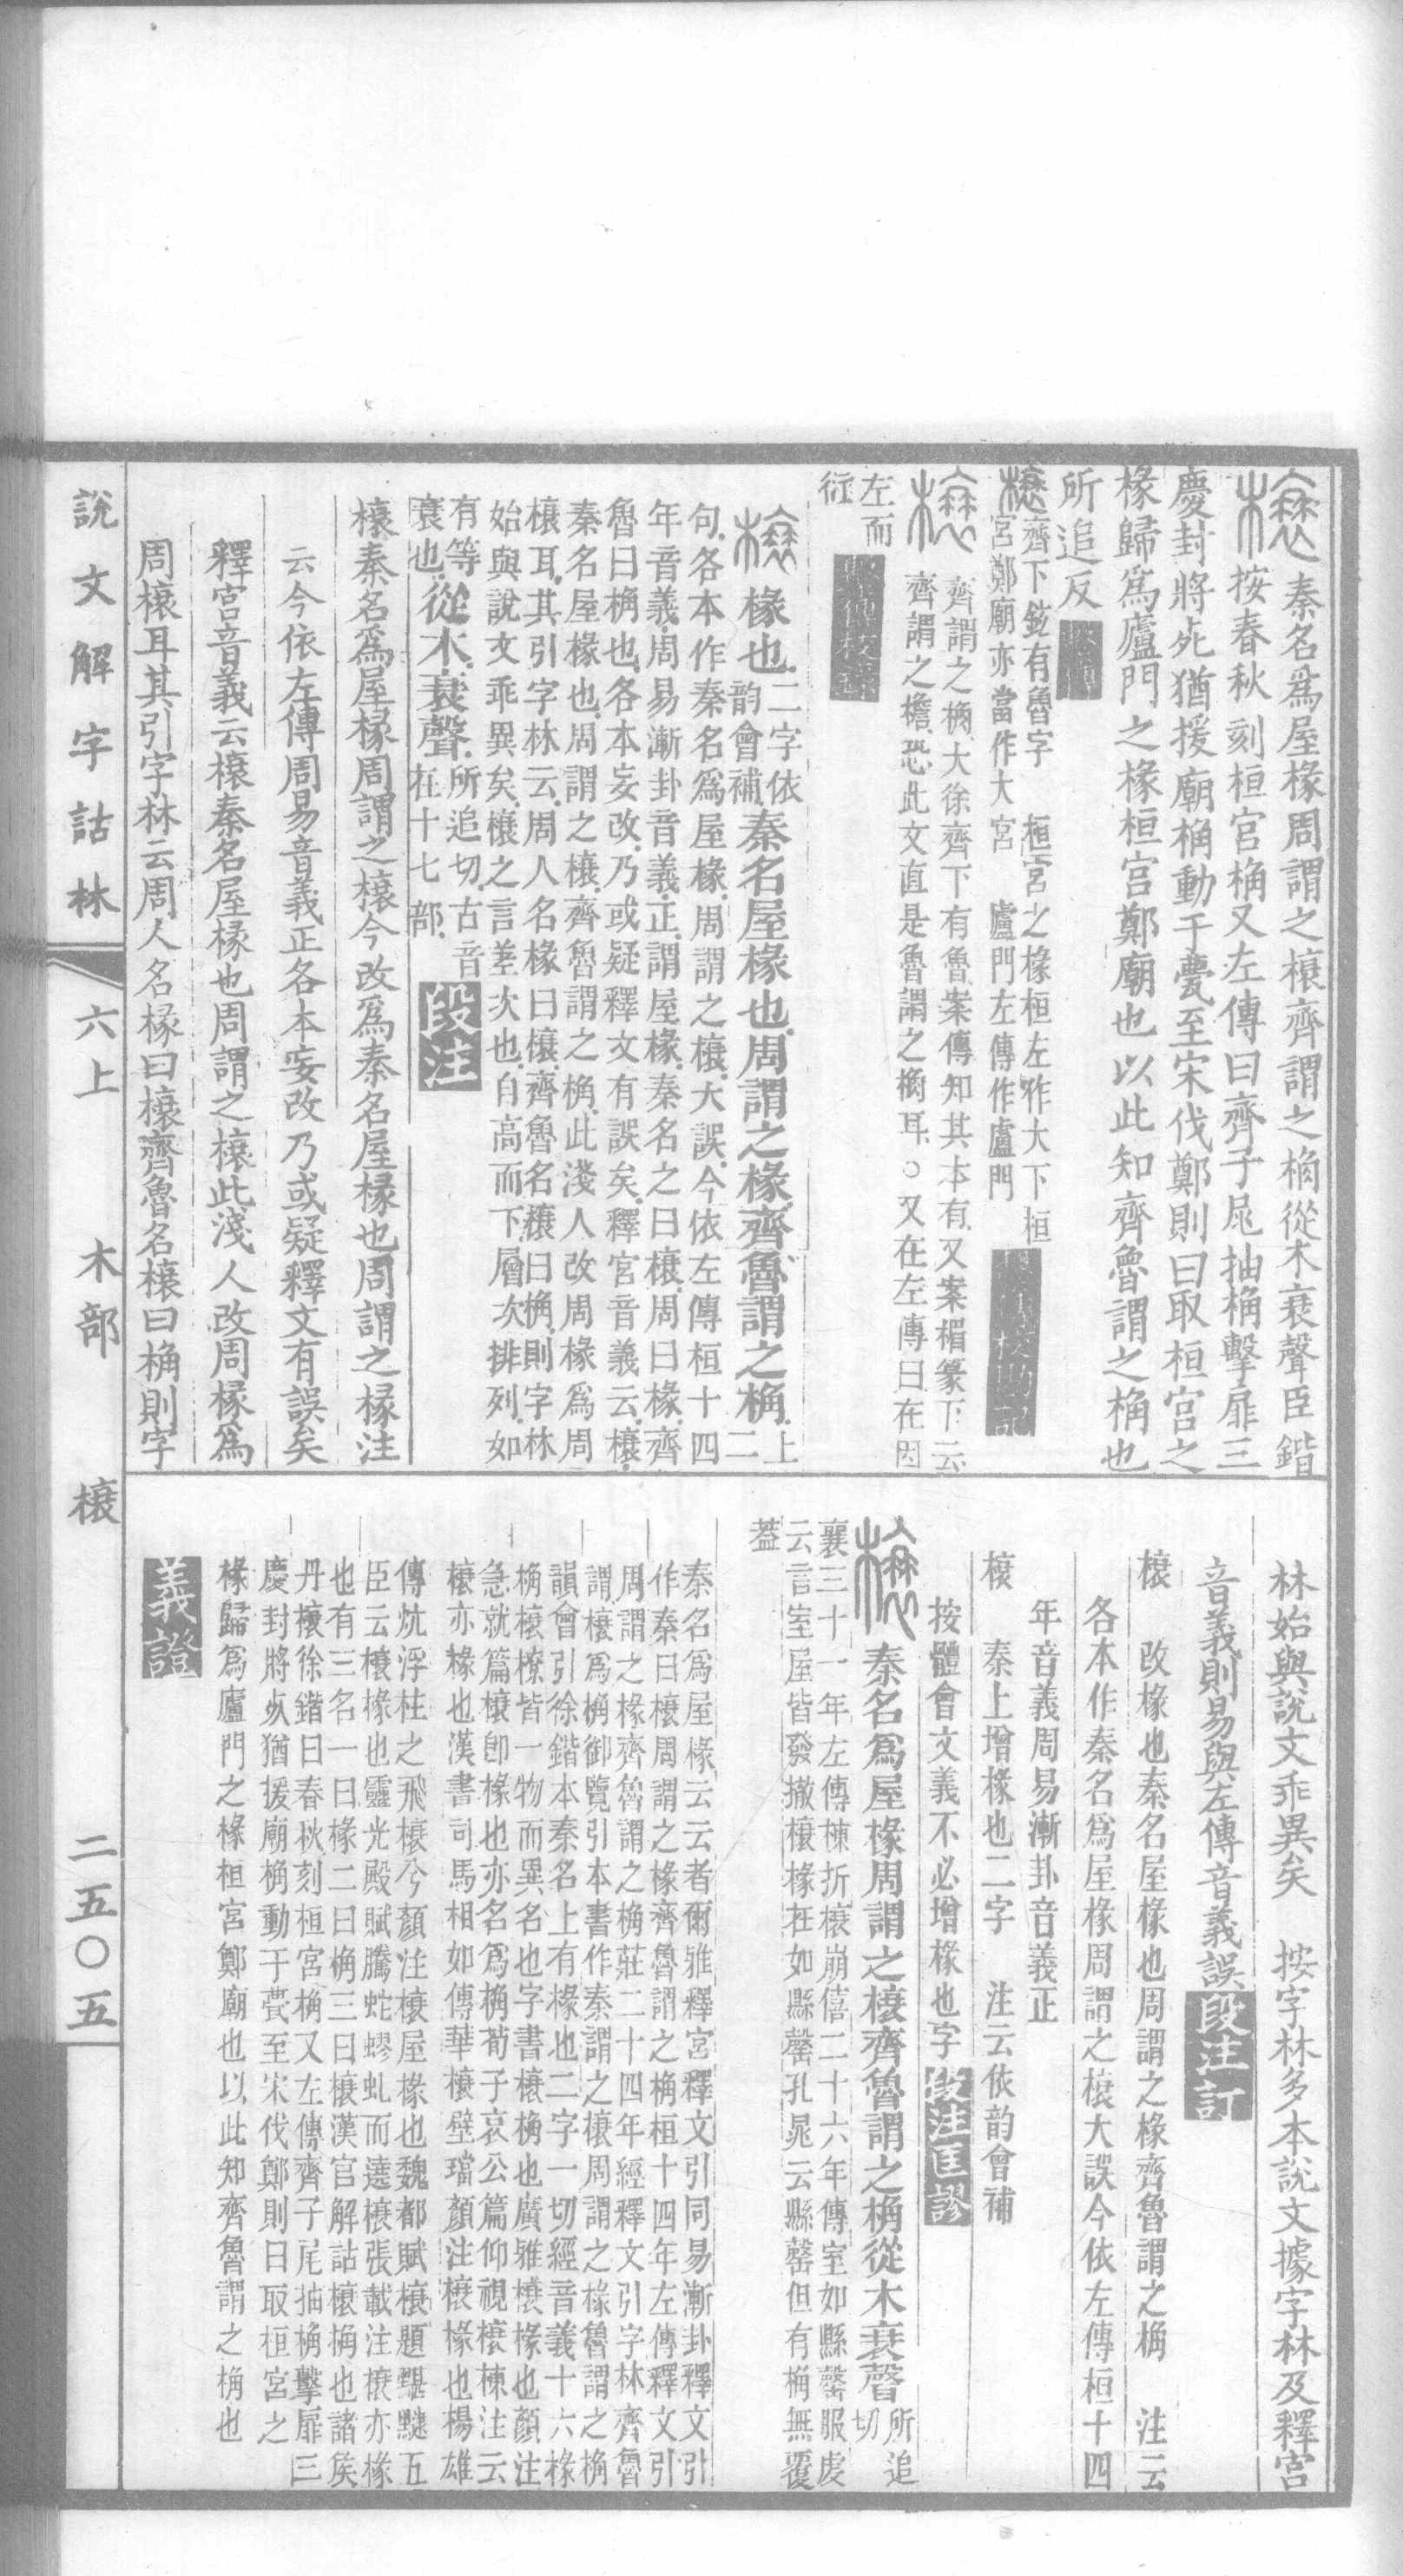 秦名爲屋椽周謂之榱齊謂之桷從木衰聲臣鍇
按春秋刻桓宮桷又左傳曰齊子尾抽桷擊扉三
慶封將死猶援廟桷動于甍至宋伐鄭則曰取桓宮之
椽歸爲廬門之椽桓宮鄭廟也以此知齊魯謂之桷也
所追反
榱齊下鈙有魯字　桓宮之椽桓左作大下桓
宮鄭廟亦當作大宮　廬門左傳作盧門
齊謂之桷大徐齊下有魯案傳知其本有又案楣篆下云
齊謂之檐恐此文直是魯謂之桷耳○又在左傳曰在因
左而
衍
榱　椽也二字依韵會補秦名屋椽也周謂之椽齊魯謂之桷上二
句各本作秦名爲屋椽周謂之榱大誤今依左傳桓十四
年音義周易漸卦音義正謂屋椽秦名之曰榱周曰椽齊
魯曰桷也各本妄改乃或疑釋文有誤矣釋宮音義云榱
秦名屋椽也周謂之榱齊魯謂之桷此淺人改周椽爲周
榱耳其引字林云周人名椽曰榱齊魯名榱曰桷則字林
始與說文乖異矣榱之言差次也自高而下層次排列如
有等衰也從木衰聲所追切古音在十七部　段注
榱秦名爲屋椽周謂之榱今改爲秦名屋椽也周謂之椽注
云今依左傳周易音義正各本妄改乃或疑釋文有誤矣
釋宮音義云榱秦名屋椽也周謂之榱此淺人改周椽爲
周榱耳其引字林云周人名椽曰榱齊魯名榱曰桷則字
林始與說文乖異矣　按字林多本說文據字林及釋宮
音義則易與左傳音義誤　段注訂
榱　改椽也秦名屋椽也周謂之椽齊魯謂之桷　注云
各本作秦名爲屋椽周謂之榱大誤今依左傳桓十四
年音義周易漸卦音義正
榱　秦上增椽也二字　注云依韵會補
按體會文義不必增椽也字　段注匡謬
秦名爲屋椽周謂之榱齊魯謂之桷從木衰聲所追切
襄三十一年左傳棟折榱崩僖二十六年傳室如縣罄服虔
云言室屋皆發撤榱椽在如縣罄孔晁云縣罄但有桷無覆
蓋
秦名爲屋椽云云者爾雅釋宮釋文引同易漸卦釋文引
作秦曰榱周謂之椽齊魯謂之桷桓十四年左傳釋文引
周謂之椽齊魯謂之桷莊二十四年經釋文引字林齊魯
謂榱爲桷御覽引本書作秦謂之榱周謂之椽魯謂之桷
韻會引徐鍇本秦名上有椽也二字一切經音義十六椽
桷榱橑皆一物而異名也字書榱桷也廣雅榱椽也顏注
急就篇榱卽椽也亦名爲桷荀子哀公篇仰視榱棟注云
榱亦椽也漢書司馬相如傳華榱璧璫顏注榱椽也楊雄
傳炕浮柱之飛榱兮顏注榱屋椽也魏都賦榱題黮䨴五
臣云榱椽也靈光殿賦騰蛇蟉虬而遶榱張載注榱亦椽
也有三名一曰椽二曰桷三曰榱漢官解詁榱桷也諸矦
丹榱徐鍇曰春秋刻桓宮桷又左傳齊子尾抽桷擊扉三
慶封將死猶援廟桷動于甍至宋伐鄭則曰取桓宮之
椽歸爲廬門之椽桓宮鄭廟也以此知齊魯謂之桷也
義證
說文解字詁林　六上　木部　榱　二五〇五